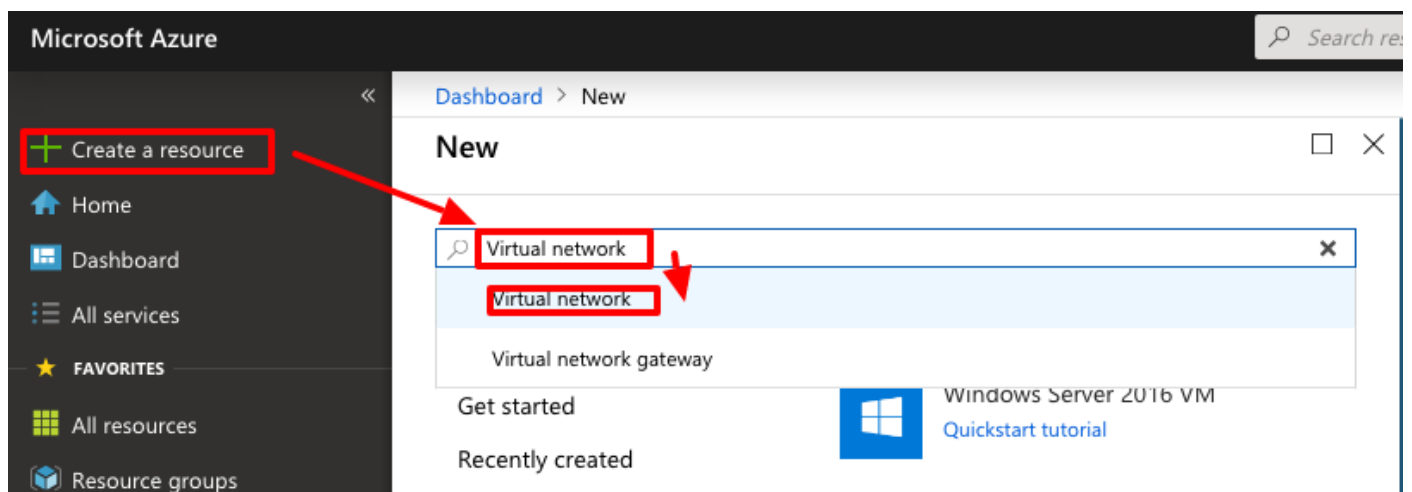 Microsoft Azure
Search res
«
Dashboard > New
Create a resource
New
Home
Dashboard
All services
FAVORITES
All resources
Resource groups
Virtual network
Virtual network
Virtual network gateway
Get started
Recently created
Windows Server 2016 VM
Quickstart tutorial